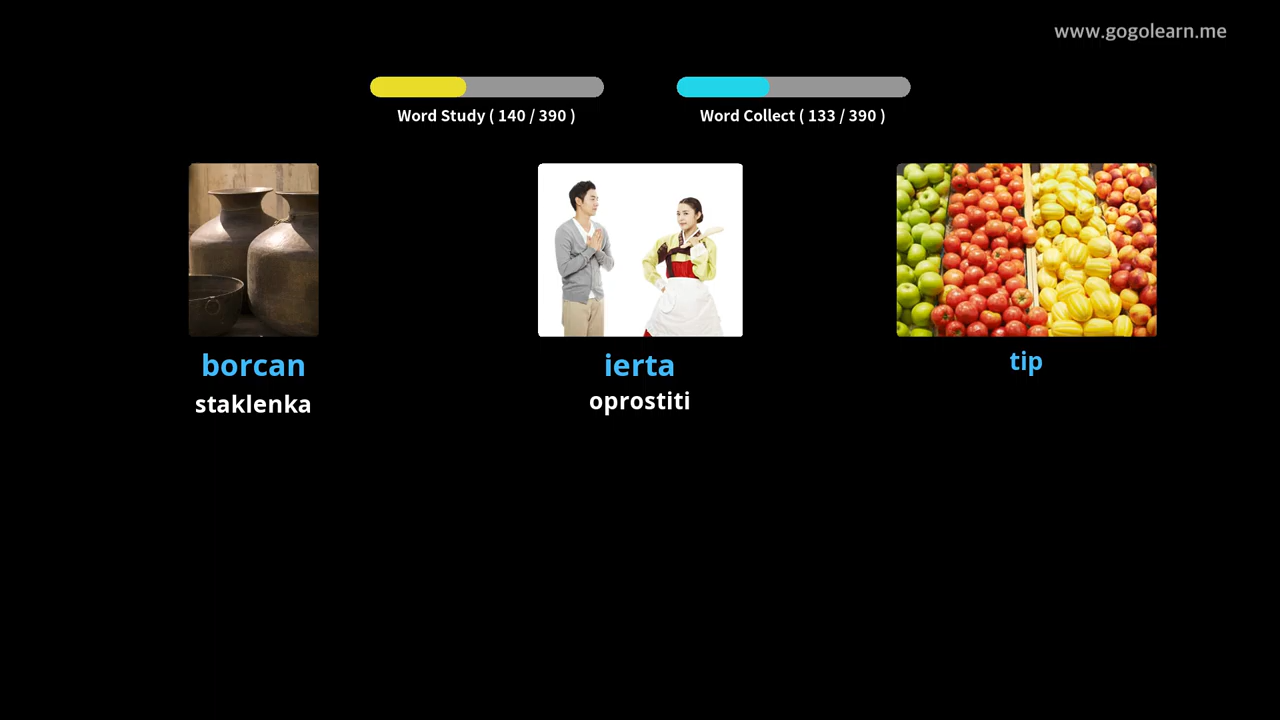 www.gogolearn.me
Word Study ( 140 / 390 )
Word Collect ( 133 / 390 )
borcan
staklenka
ierta
oprostiti
tip